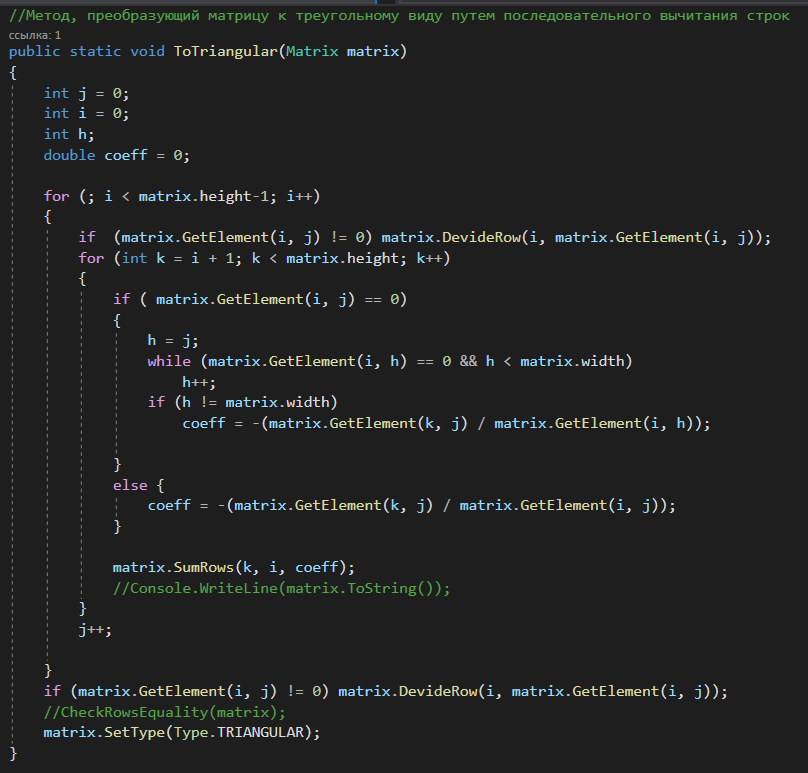 //Метод, преобразующий матрицу к треугольному виду путем последовательного вычитания строк
ссылка: 1
public static void ToTriangular(Matrix matrix)
{
    int j = 0;
    int i = 0;
    int h;
    double coeff = 0;
    for (; i < matrix.height-1; i++)
    {
        if  (matrix.GetElement(i, j) != 0) matrix.DevideRow(i, matrix.GetElement(i, j));
        for (int k = i + 1; k < matrix.height; k++)
        {
            if ( matrix.GetElement(i, j) == 0)
            {
                h = j;
                while (matrix.GetElement(i, h) == 0 && h < matrix.width)
                    h++;
                if (h != matrix.width)
                    coeff = -(matrix.GetElement(k, j) / matrix.GetElement(i, h));
            }
            else {
                coeff = -(matrix.GetElement(k, j) / matrix.GetElement(i, j));
            }
            matrix.SumRows(k, i, coeff);
            //Console.WriteLine(matrix.ToString());
        }
        j++;
    }
    if (matrix.GetElement(i, j) != 0) matrix.DevideRow(i, matrix.GetElement(i, j));
    //CheckRowsEquality(matrix);
    matrix.SetType(Type.TRIANGULAR);
}